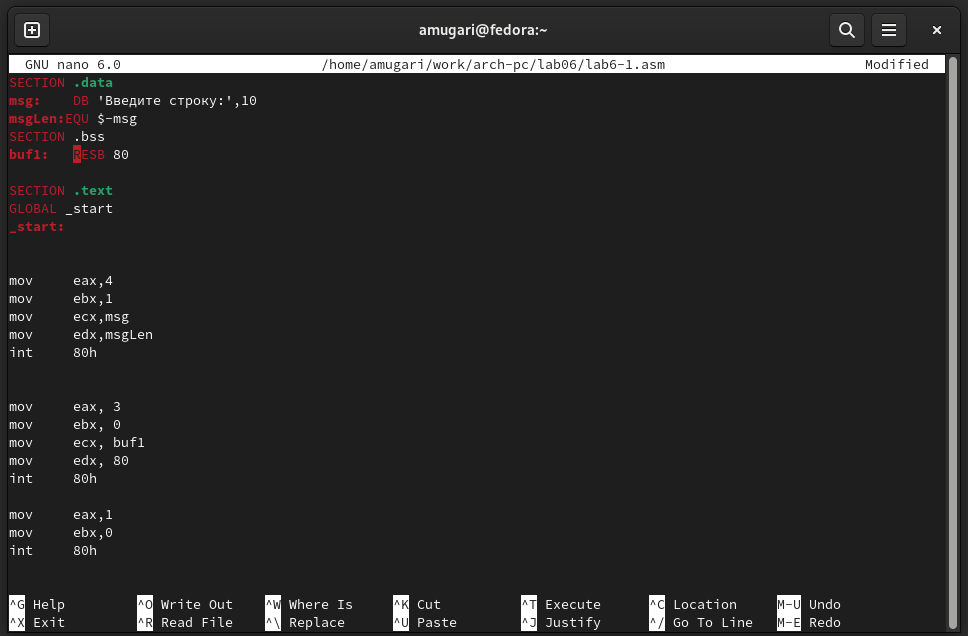 amugari@fedora:~
GNU nano 6.0 /home/amugari/work/arch-pc/lab06/lab6-1.asm Modified
SECTION .data
msg: DB 'Введите строку:',10
msgLen:EQU $-msg
SECTION .bss
buf1: RESB 80
SECTION .text
GLOBAL _start
_start:
mov eax,4
mov ebx,1
mov ecx,msg
mov edx,msgLen
int 80h
mov eax, 3
mov ebx, 0
mov ecx, buf1
mov edx, 80
int 80h
mov eax,1
mov ebx,0
int 80h
^G Help ^O Write Out ^W Where Is ^K Cut ^T Execute ^C Location M-U Undo
^X Exit ^R Read File ^\ Replace ^U Paste ^J Justify ^/ Go To Line M-E Redo